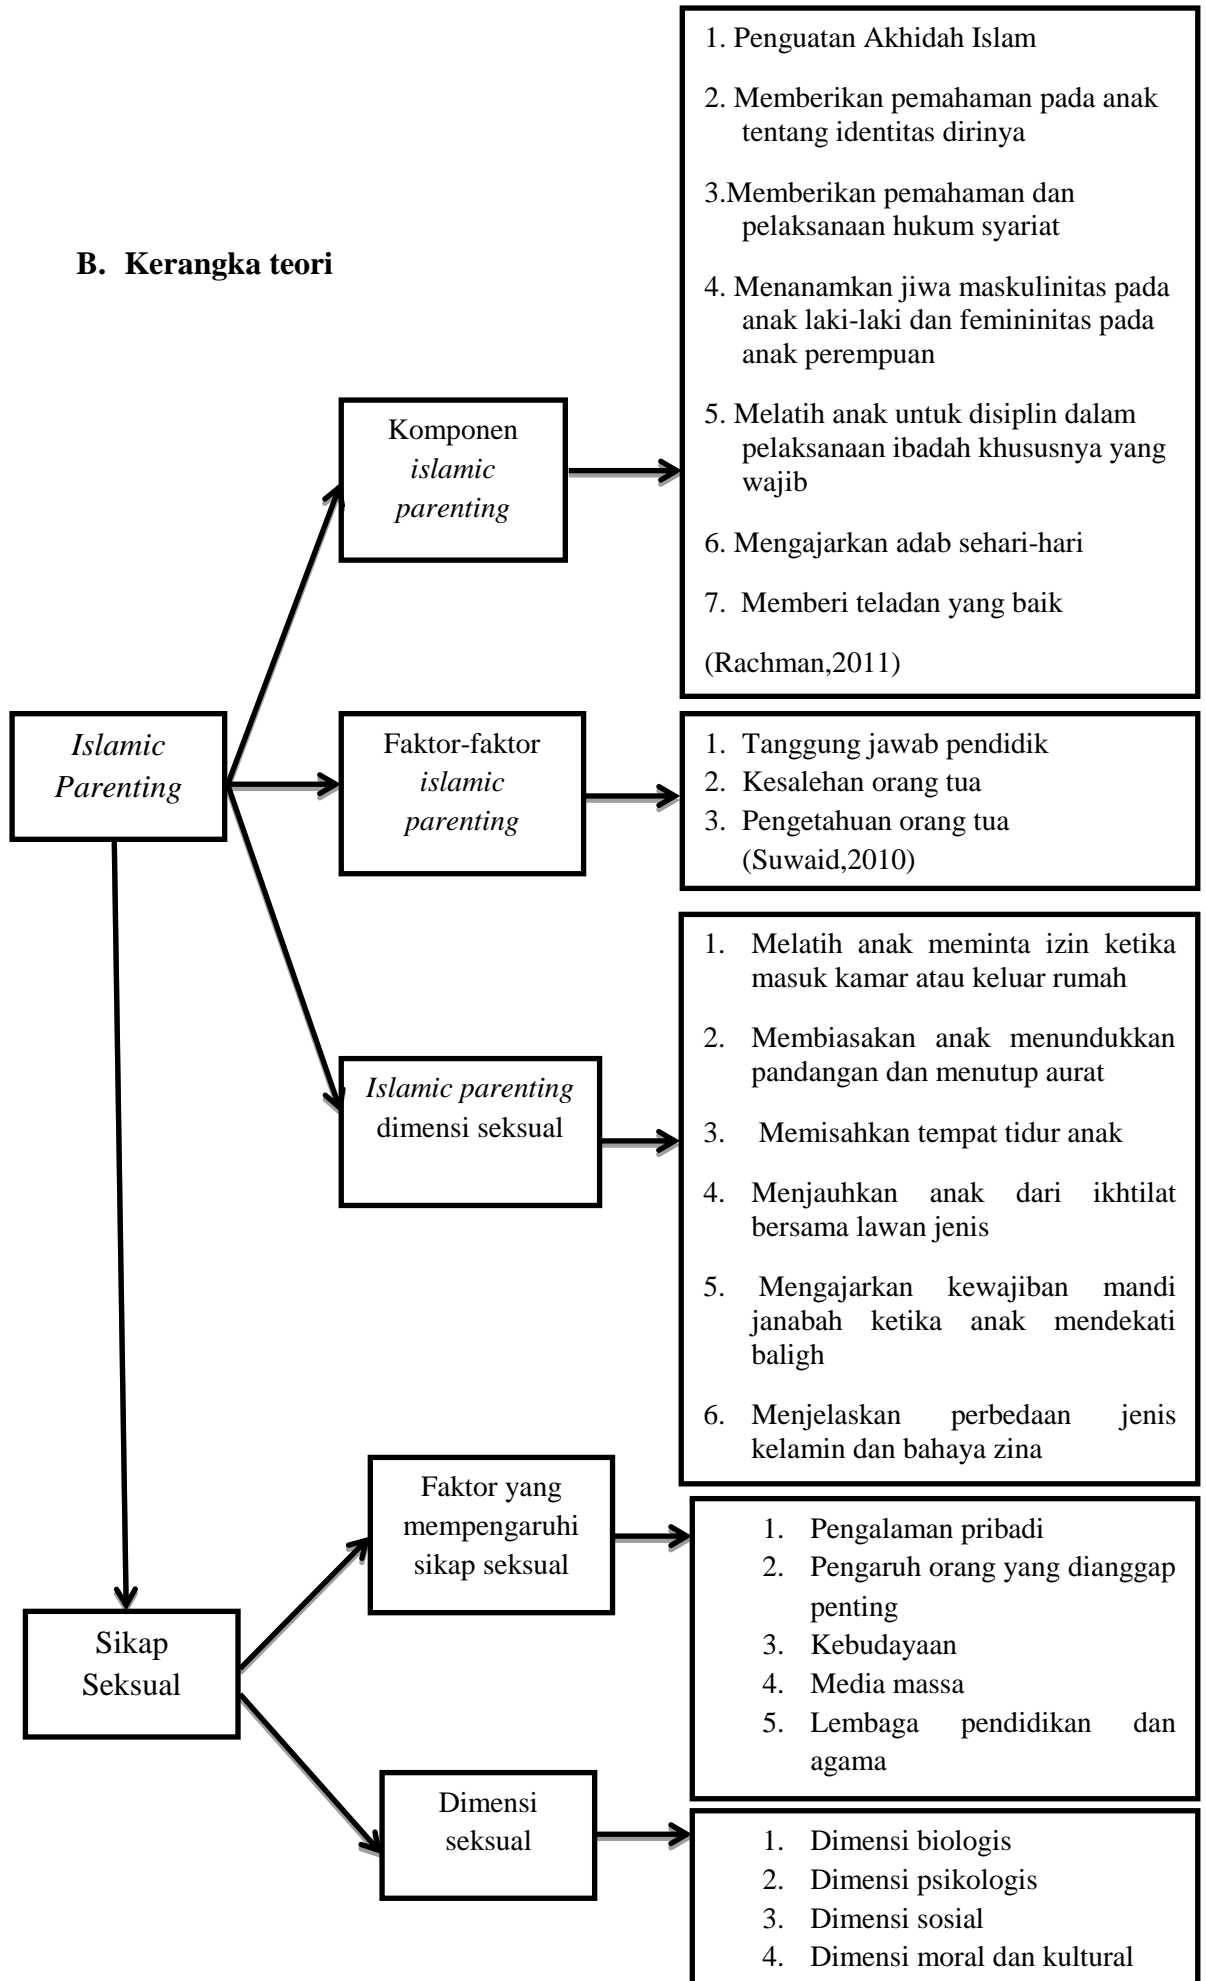 B. Kerangka teori
Islamic
Parenting
Komponen
islamic
parenting
1. Penguatan Akhidah Islam
2. Memberikan pemahaman pada anak
tentang identitas dirinya
3.Memberikan pemahaman dan
pelaksanaan hukum syariat
4. Menanamkan jiwa maskulinitas pada
anak laki-laki dan femininitas pada
anak perempuan
5. Melatih anak untuk disiplin dalam
pelaksanaan ibadah khususnya yang
wajib
6. Mengajarkan adab sehari-hari
7. Memberi teladan yang baik
(Rachman,2011)
Faktor-faktor
islamic
parenting
1. Tanggung jawab pendidik
2. Kesalehan orang tua
3. Pengetahuan orang tua
(Suwaid,2010)
Islamic parenting
dimensi seksual
1. Melatih anak meminta izin ketika
masuk kamar atau keluar rumah
2. Membiasakan anak menundukkan
pandangan dan menutup aurat
3. Memisahkan tempat tidur anak
4. Menjauhkan anak dari ikhtilat
bersama lawan jenis
5. Mengajarkan kewajiban mandi
janabah ketika anak mendekati
baligh
6. Menjelaskan perbedaan jenis
kelamin dan bahaya zina
Sikap
Seksual
Faktor yang
mempengaruhi
sikap seksual
1. Pengalaman pribadi
2. Pengaruh orang yang dianggap
penting
3. Kebudayaan
4. Media massa
5. Lembaga pendidikan dan
agama
Dimensi
seksual
1. Dimensi biologis
2. Dimensi psikologis
3. Dimensi sosial
4. Dimensi moral dan kultural